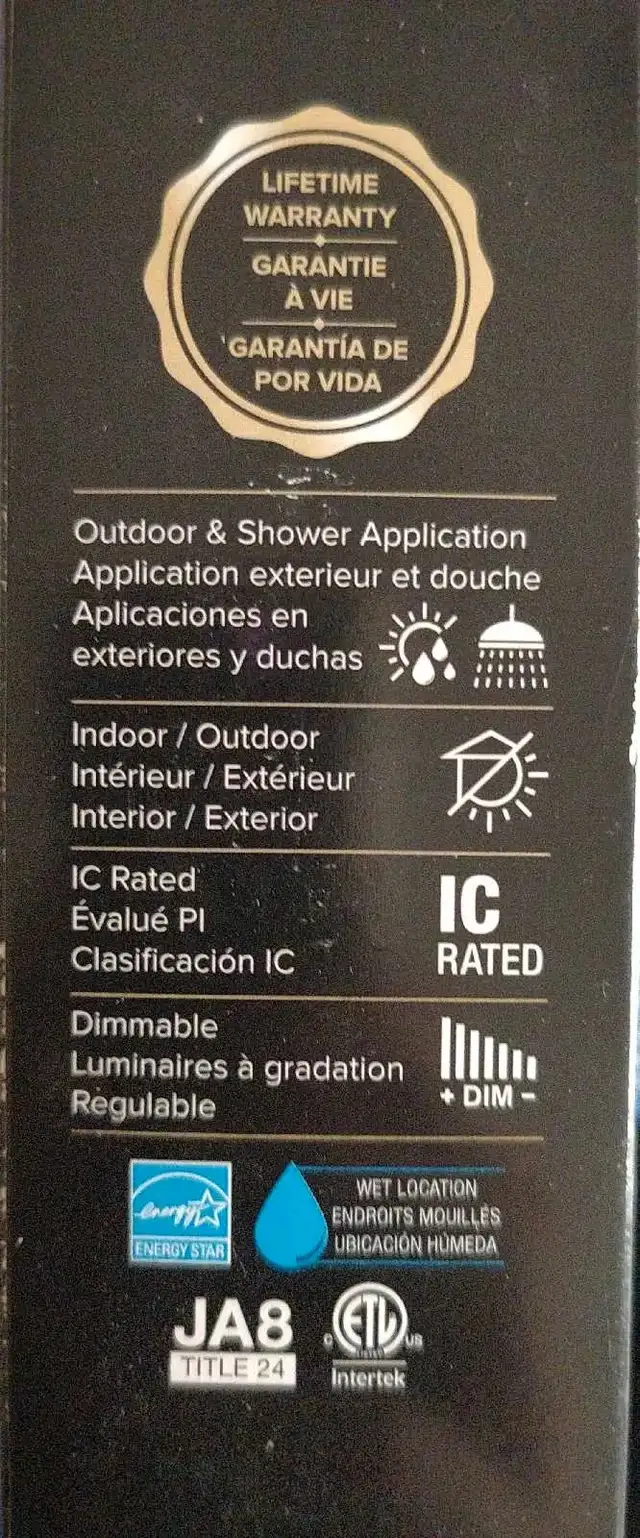 LIFETIME
WARRANTY
GARANTIE
À VIE
GARANTÍA DE
POR VIDA
Outdoor & Shower Application
Application exterieur et douche
Aplicaciones en
exteriores y duchas
Indoor / Outdoor
Intérieur / Extérieur
Interior / Exterior
IC Rated
Évalué PI
Clasificación IC
IC
RATED
Dimmable
Luminaires à gradation
Regulable
+ DIM -
energy
ENERGY STAR
WET LOCATION
ENDROITS MOUILLÉS
UBICACIÓN HÚMEDA
JA8
TITLE 24
C ETL US
Intertek